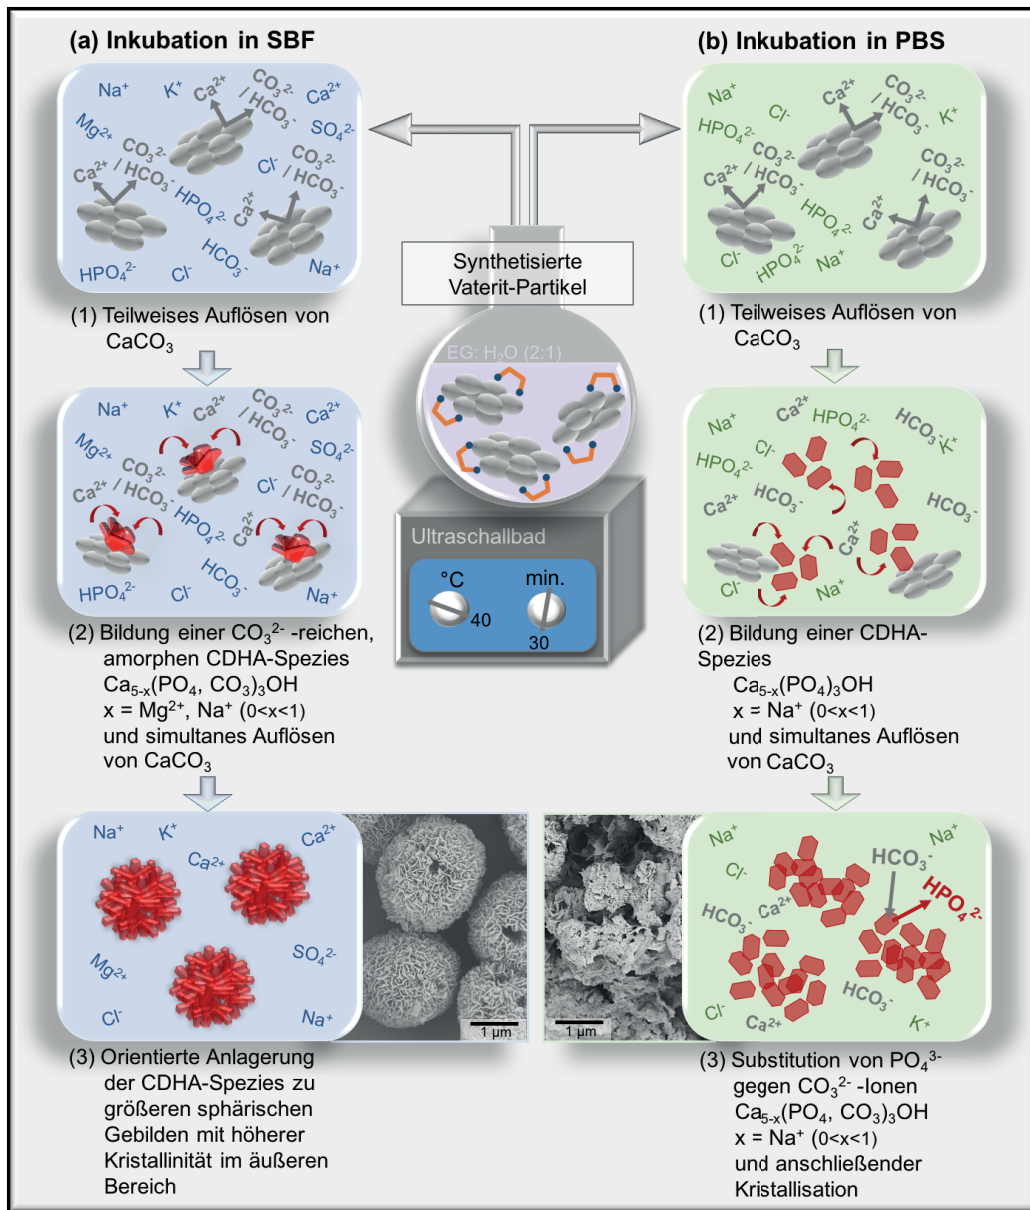 (a) Inkubation in SBF
Na⁺
K⁺
Ca²⁺
CO₃²⁻
/ HCO₃⁻
Ca²⁺
Mg²⁺
SO₄²⁻
CO₃²⁻
/ HCO₃⁻
Ca²⁺
Cl⁻
CO₃²⁻
/ HCO₃⁻
HPO₄²⁻
Ca²⁺
HCO₃⁻
HPO₄²⁻
Cl⁻
Na⁺
(1) Teilweises Auflösen von
CaCO₃
Na⁺
K⁺
Ca²⁺
CO₃²⁻
/ HCO₃⁻
Ca²⁺
Mg²⁺
SO₄²⁻
CO₃²⁻
/ HCO₃⁻
Ca²⁺
Cl⁻
CO₃²⁻
/ HCO₃⁻
HPO₄²⁻
Ca²⁺
HCO₃⁻
HPO₄²⁻
Cl⁻
Na⁺
(2) Bildung einer CO₃²⁻ -reichen,
amorphen CDHA-Spezies
Ca₅₋ₓ(PO₄, CO₃)₃OH
x = Mg²⁺, Na⁺ (0<x<1)
und simultanes Auflösen
von CaCO₃
Na⁺
K⁺
Ca²⁺
Ca²⁺
Mg²⁺
SO₄²⁻
Cl⁻
Na⁺
1 µm
(3) Orientierte Anlagerung
der CDHA-Spezies zu
größeren sphärischen
Gebilden mit höherer
Kristallinität im äußeren
Bereich
Synthetisierte
Vaterit-Partikel
EG: H₂O (2:1)
Ultraschallbad
°C
40
min.
30
(b) Inkubation in PBS
Na⁺
Cl⁻
Ca²⁺
CO₃²⁻
/ HCO₃⁻
K⁺
HPO₄²⁻
CO₃²⁻
/ HCO₃⁻
Ca²⁺
CO₃²⁻
/ HCO₃⁻
HPO₄²⁻
Ca²⁺
Cl⁻
HPO₄²⁻
Na⁺
(1) Teilweises Auflösen von
CaCO₃
Na⁺
Ca²⁺
HPO₄²⁻
HCO₃⁻
K⁺
Cl⁻
HPO₄²⁻
Ca²⁺
HCO₃⁻
HCO₃⁻
Ca²⁺
Cl⁻
Na⁺
(2) Bildung einer CDHA-
Spezies
Ca₅₋ₓ(PO₄)₃OH
x = Na⁺ (0<x<1)
und simultanes Auflösen
von CaCO₃
1 µm
Na⁺
Na⁺
Cl⁻
HCO₃⁻
HPO₄²⁻
HCO₃⁻
Ca²⁺
HCO₃⁻
Cl⁻
Ca²⁺
K⁺
(3) Substitution von PO₄³⁻
gegen CO₃²⁻ -Ionen
Ca₅₋ₓ(PO₄, CO₃)₃OH
x = Na⁺ (0<x<1)
und anschließender
Kristallisation